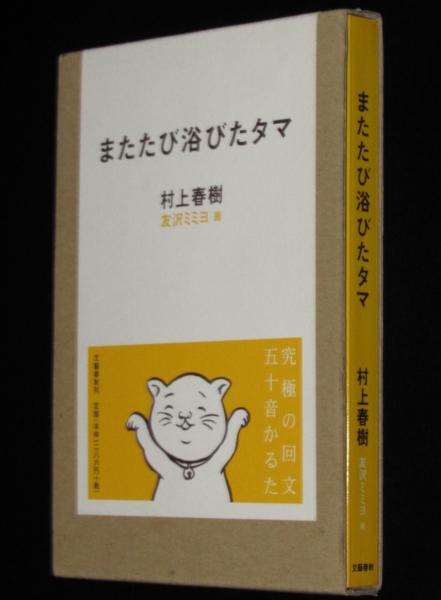 またたび浴びたタマ
村上春樹
友沢ミミヨ 画
究極の回文
五十音かるた
文藝春秋刊
またたび浴びたタマ
村上春樹
友沢ミミヨ 画
文藝春秋